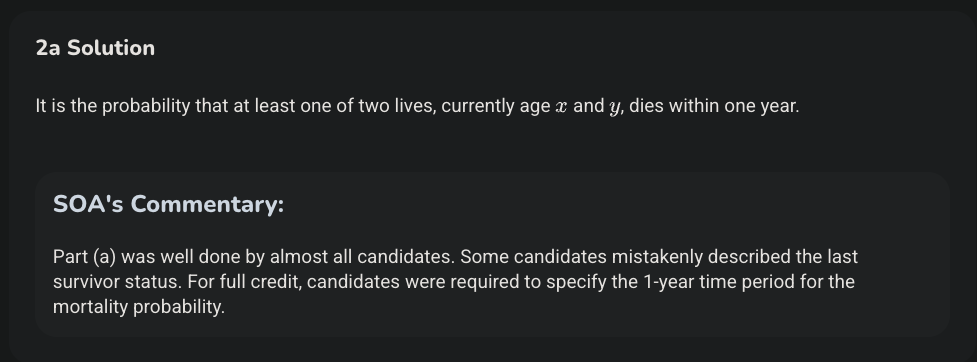 2a Solution
It is the probability that at least one of two lives, currently age x and y, dies within one year.
SOA's Commentary:
Part (a) was well done by almost all candidates. Some candidates mistakenly described the last
survivor status. For full credit, candidates were required to specify the 1-year time period for the
mortality probability.